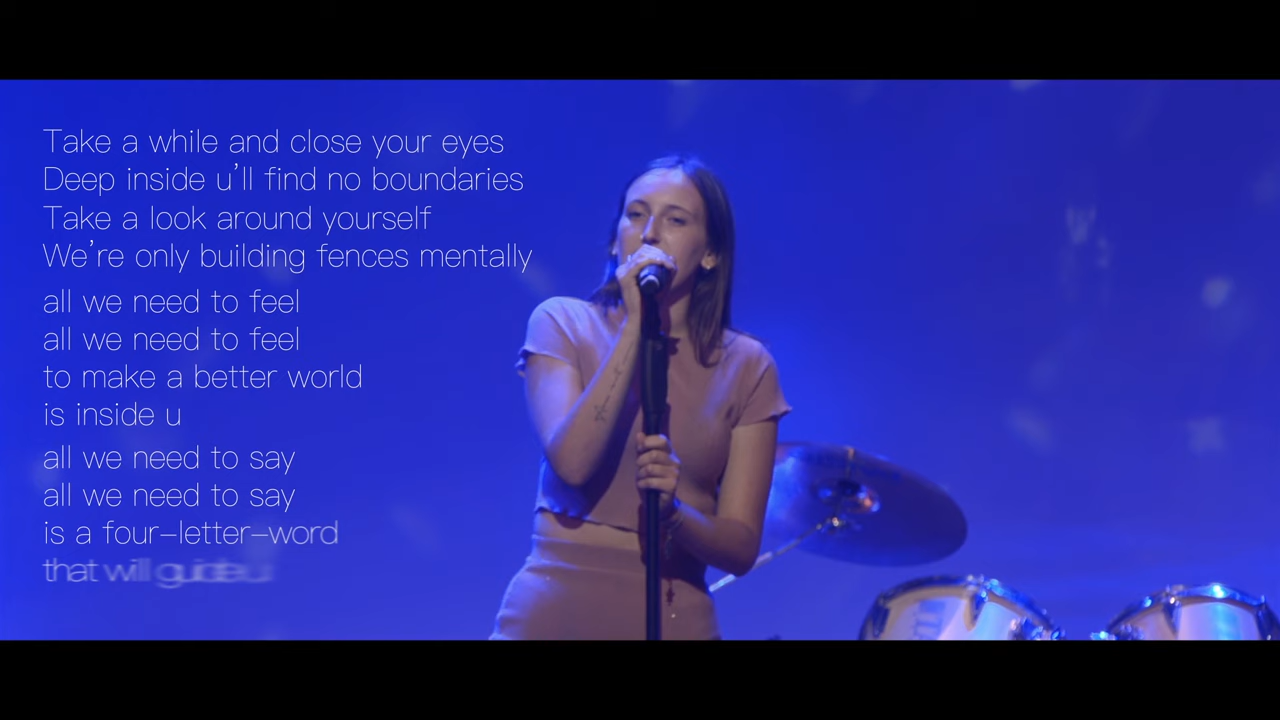 Take a while and close your eyes
Deep inside u'll find no boundaries
Take a look around yourself
We're only building fences mentally
all we need to feel
all we need to feel
to make a better world
is inside u
all we need to say
all we need to say
is a four-letter-word
that will guide u